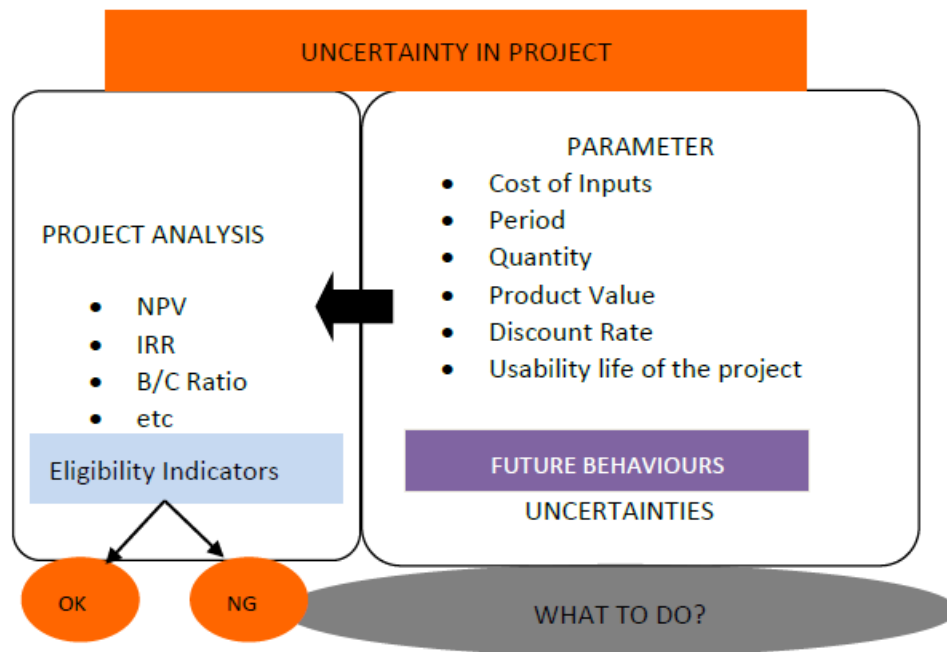 UNCERTAINTY IN PROJECT
PROJECT ANALYSIS
• NPV
• IRR
• B/C Ratio
• etc
Eligibility Indicators
OK
NG
PARAMETER
• Cost of Inputs
• Period
• Quantity
• Product Value
• Discount Rate
• Usability life of the project
FUTURE BEHAVIOURS
UNCERTAINTIES
WHAT TO DO?